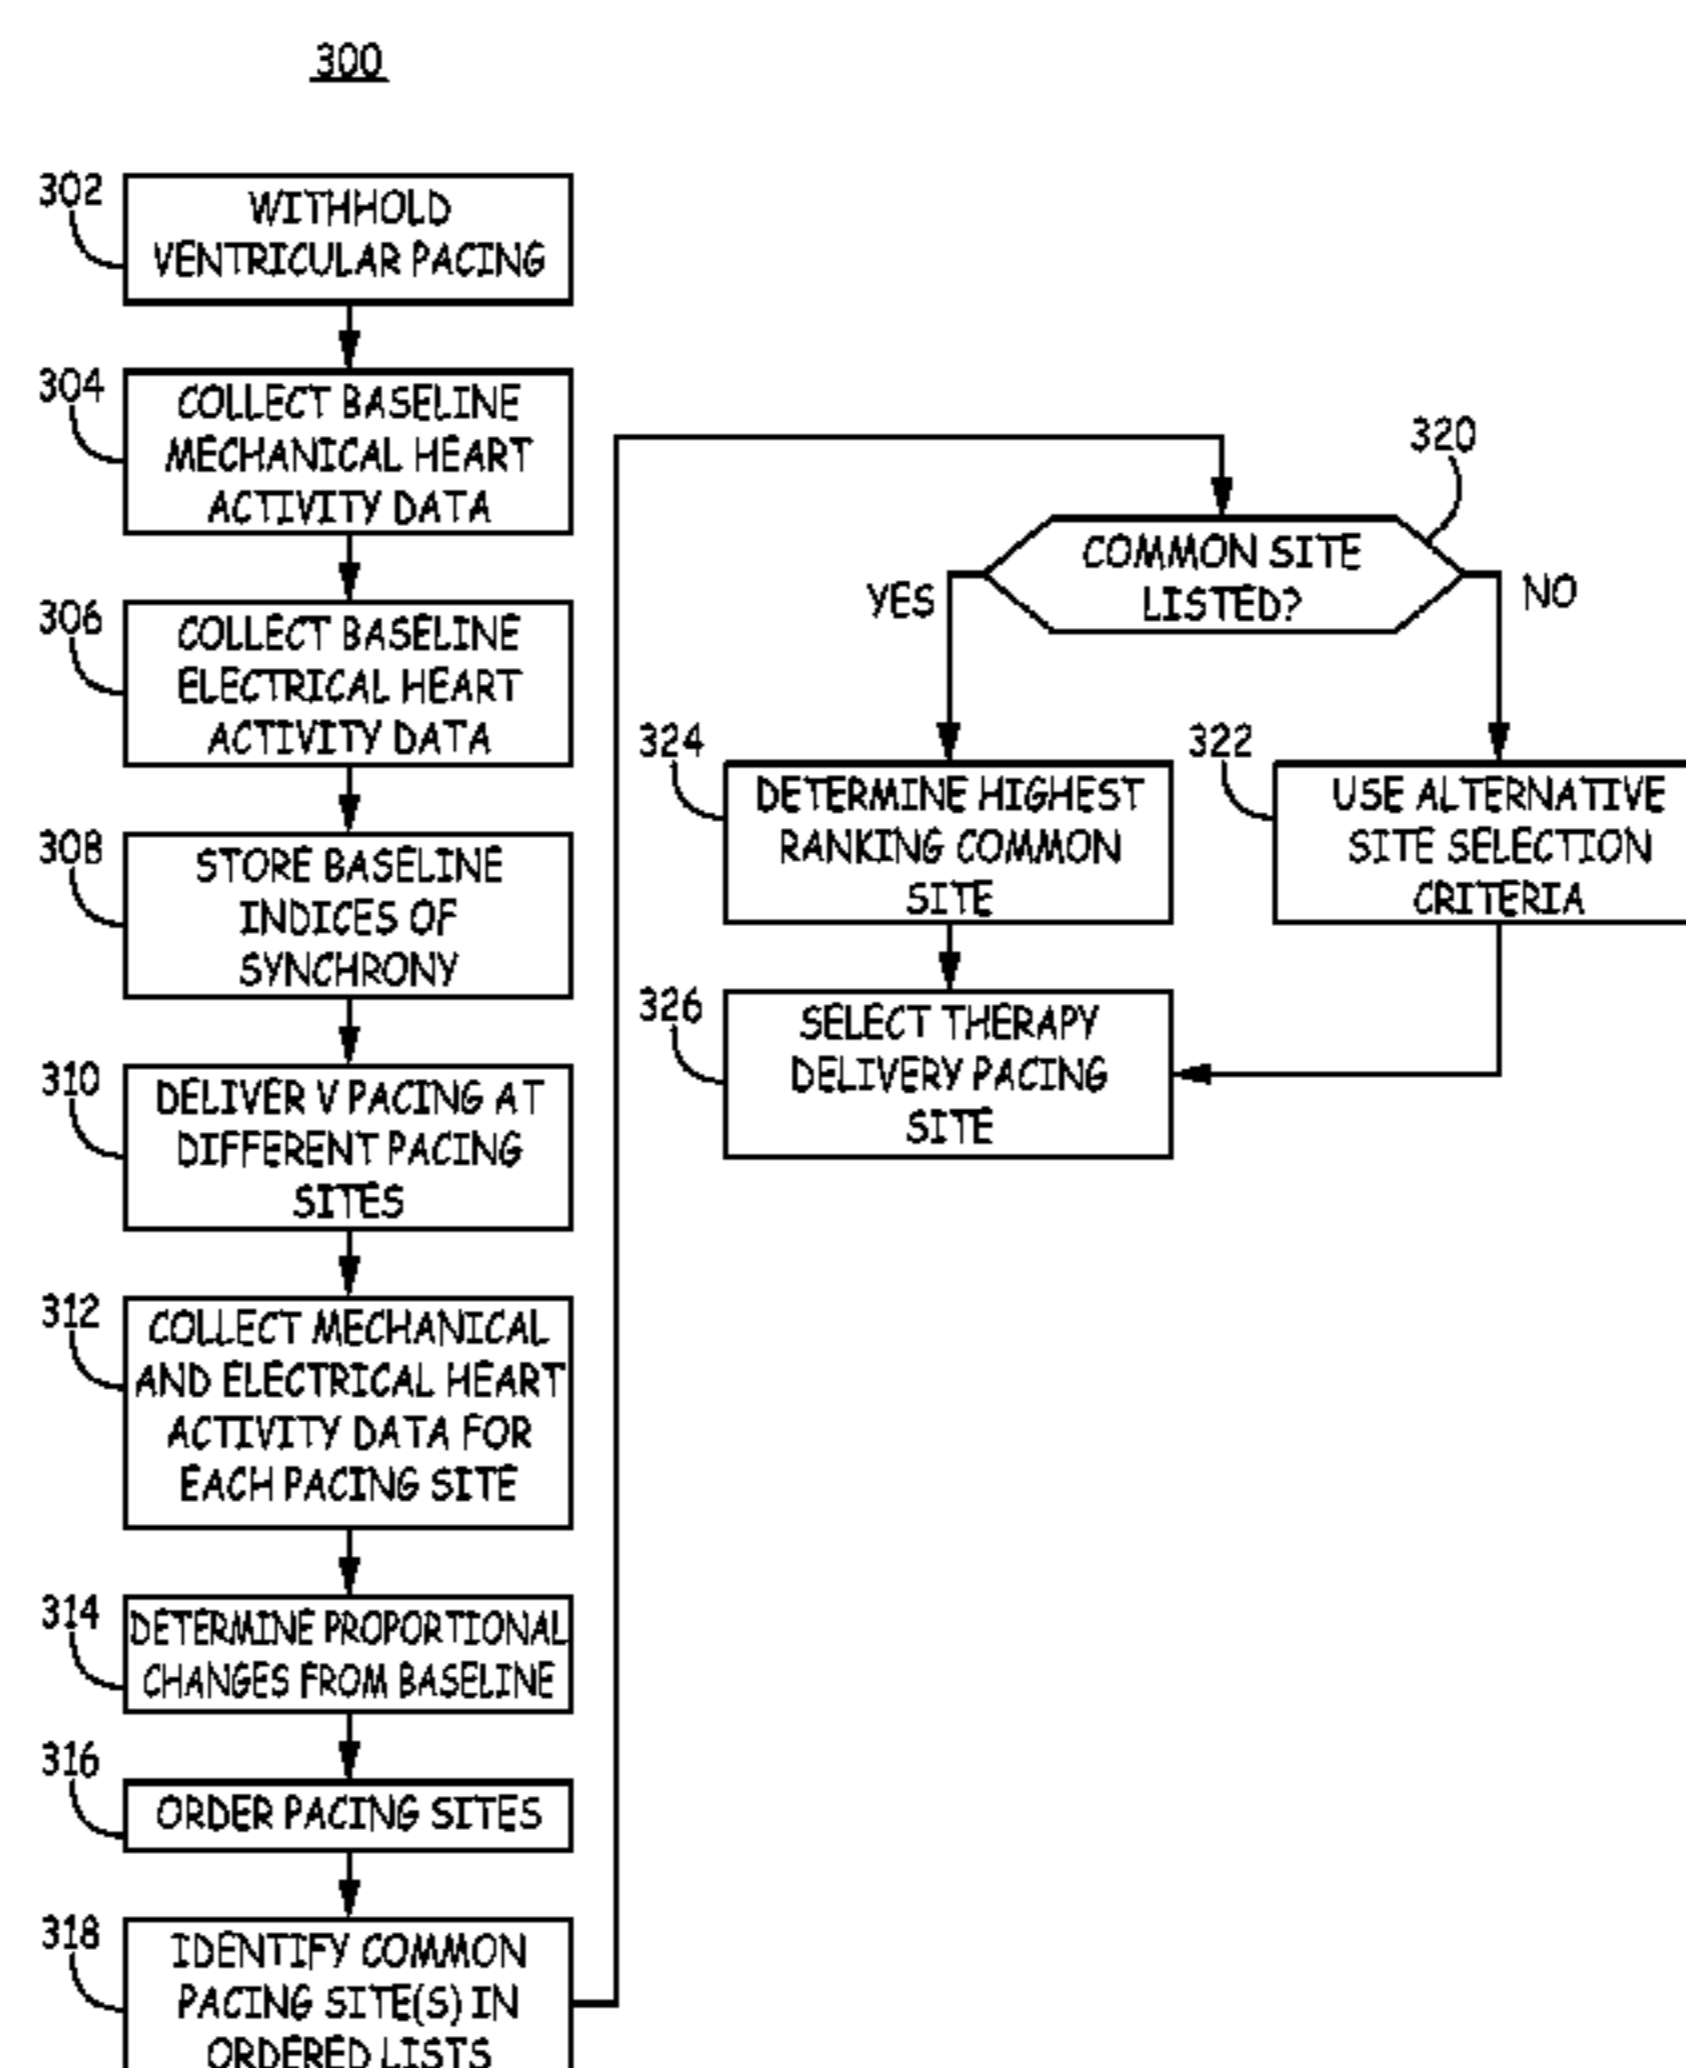 300
302
WITHHOLD
VENTRICULAR PACING
304
COLLECT BASELINE
MECHANICAL HEART
ACTIVITY DATA
306
COLLECT BASELINE
ELECTRICAL HEART
ACTIVITY DATA
308
STORE BASELINE
INDICES OF
SYNCHRONY
310
DELIVER V PACING AT
DIFFERENT PACING
SITES
312
COLLECT MECHANICAL
AND ELECTRICAL HEART
ACTIVITY DATA FOR
EACH PACING SITE
314
DETERMINE PROPORTIONAL
CHANGES FROM BASELINE
316
ORDER PACING SITES
318
IDENTIFY COMMON
PACING SITE(S) IN
ORDERED LISTS
320
COMMON SITE
LISTED?
YES
NO
324
DETERMINE HIGHEST
RANKING COMMON
SITE
322
USE ALTERNATIVE
SITE SELECTION
CRITERIA
326
SELECT THERAPY
DELIVERY PACING
SITE